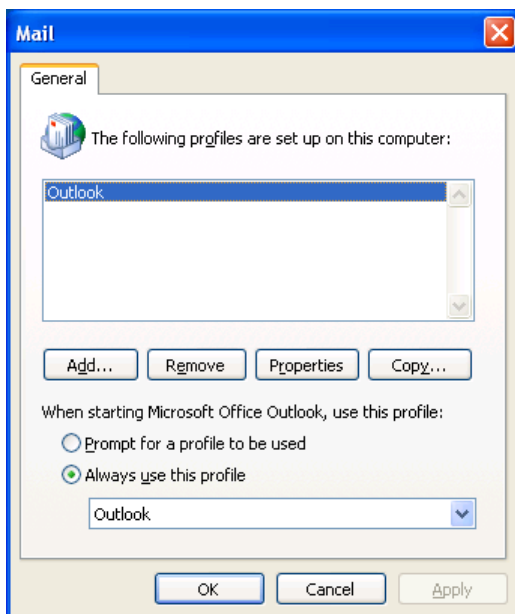 Mail
General
The following profiles are set up on this computer:
Outlook
Add... Remove Properties Copy...
When starting Microsoft Office Outlook, use this profile:
Prompt for a profile to be used
Always use this profile
Outlook
OK Cancel Apply